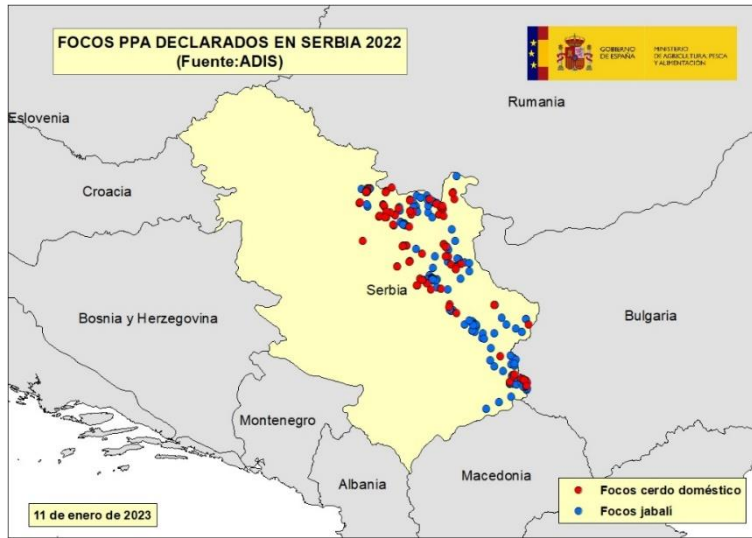 FOCOS PPA DECLARADOS EN SERBIA 2022
(Fuente:ADIS)
GOBIERNO
DE ESPAÑA
MINISTERIO
DE AGRICULTURA, PESCA
Y ALIMENTACIÓN
Rumania
Eslovenia
Croacia
Serbia
Bosnia y Herzegovina
Bulgaria
Montenegro
Macedonia
Albania
Focos cerdo doméstico
Focos jabalí
11 de enero de 2023